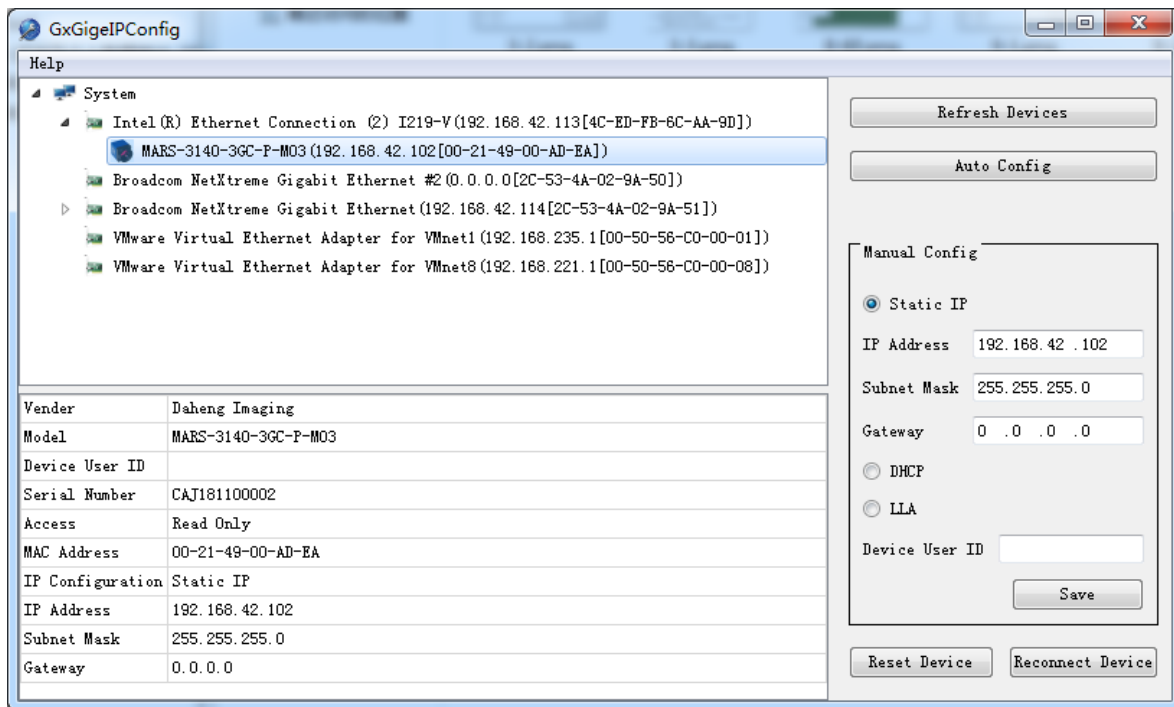 GxGigeIPConfig
Help
System
Intel(R) Ethernet Connection (2) I219-V(192.168.42.113[4C-ED-FB-6C-AA-9D])
MARS-3140-3GC-P-M03(192.168.42.102[00-21-49-00-AD-EA])
Broadcom NetXtreme Gigabit Ethernet #2(0.0.0.0[2C-53-4A-02-9A-50])
Broadcom NetXtreme Gigabit Ethernet(192.168.42.114[2C-53-4A-02-9A-51])
VMware Virtual Ethernet Adapter for VMnet1(192.168.235.1[00-50-56-C0-00-01])
VMware Virtual Ethernet Adapter for VMnet8(192.168.221.1[00-50-56-C0-00-08])
Vender Daheng Imaging
Model MARS-3140-3GC-P-M03
Device User ID
Serial Number CAJ181100002
Access Read Only
MAC Address 00-21-49-00-AD-EA
IP Configuration Static IP
IP Address 192.168.42.102
Subnet Mask 255.255.255.0
Gateway 0.0.0.0
Refresh Devices
Auto Config
Manual Config
Static IP
IP Address 192.168.42 .102
Subnet Mask 255.255.255.0
Gateway 0 .0 .0 .0
DHCP
LLA
Device User ID
Save
Reset Device Reconnect Device